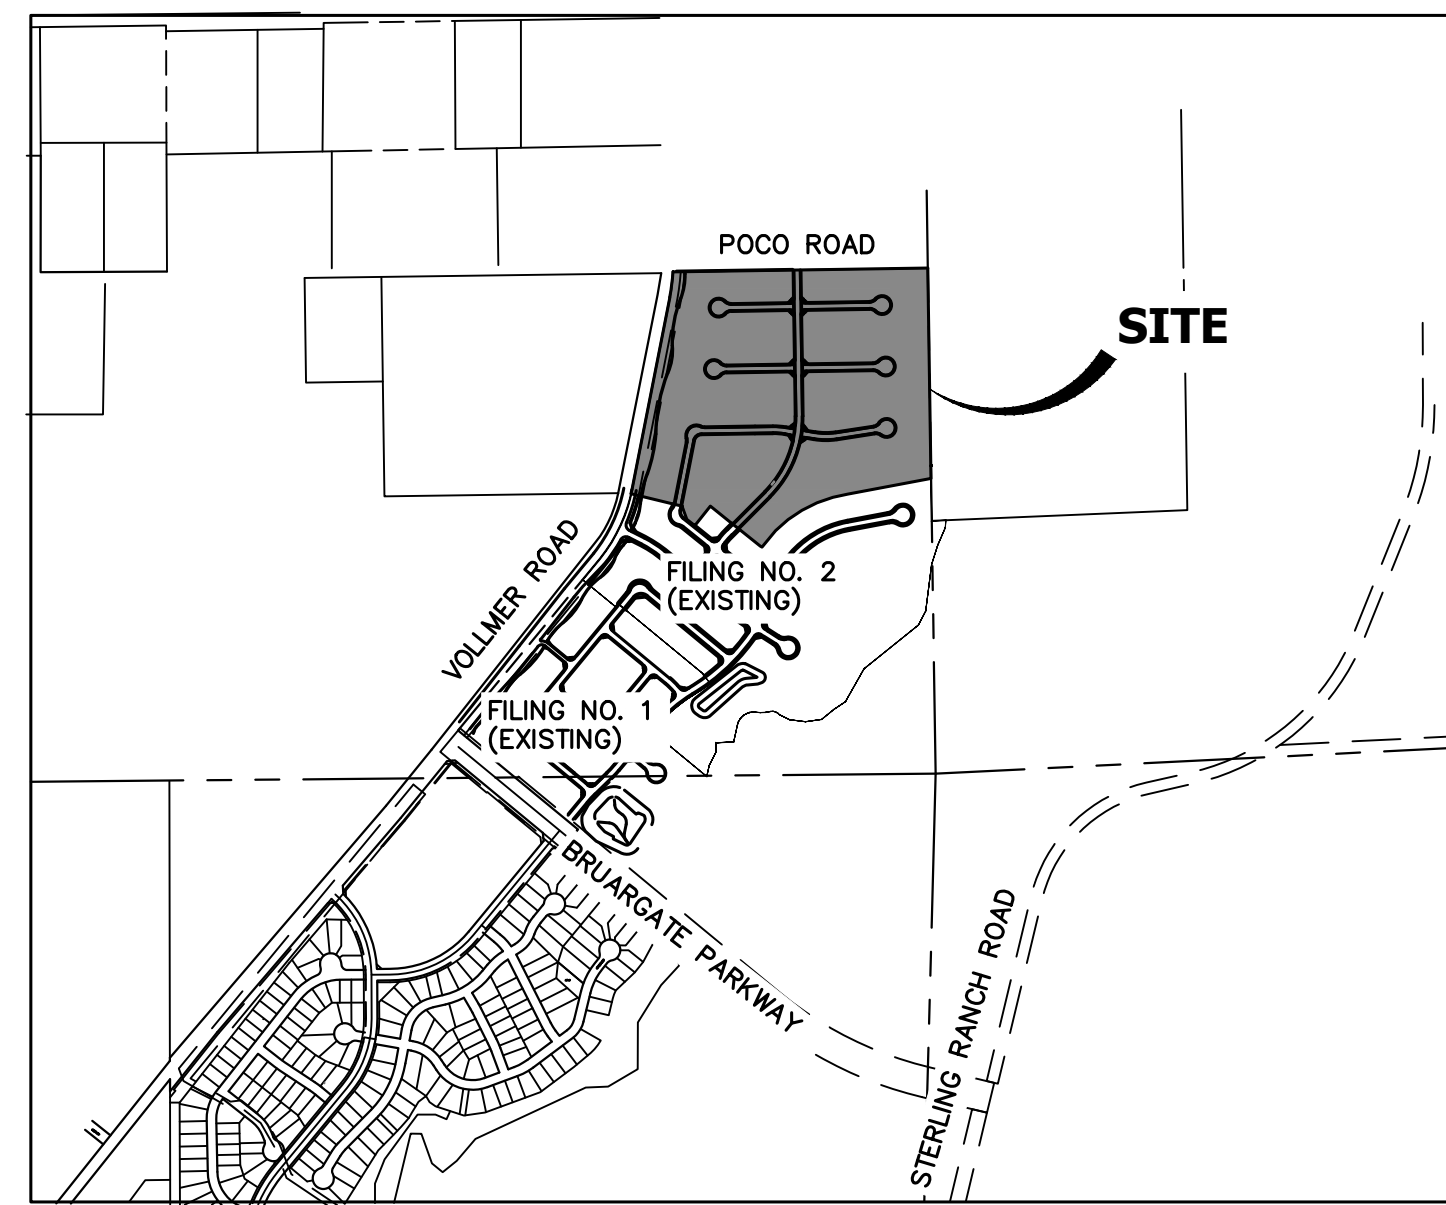 POCO ROAD
SITE
VOLLMER ROAD
FILING NO. 2
(EXISTING)
FILING NO. 1
(EXISTING)
BRUARGATE PARKWAY
STERLING RANCH ROAD